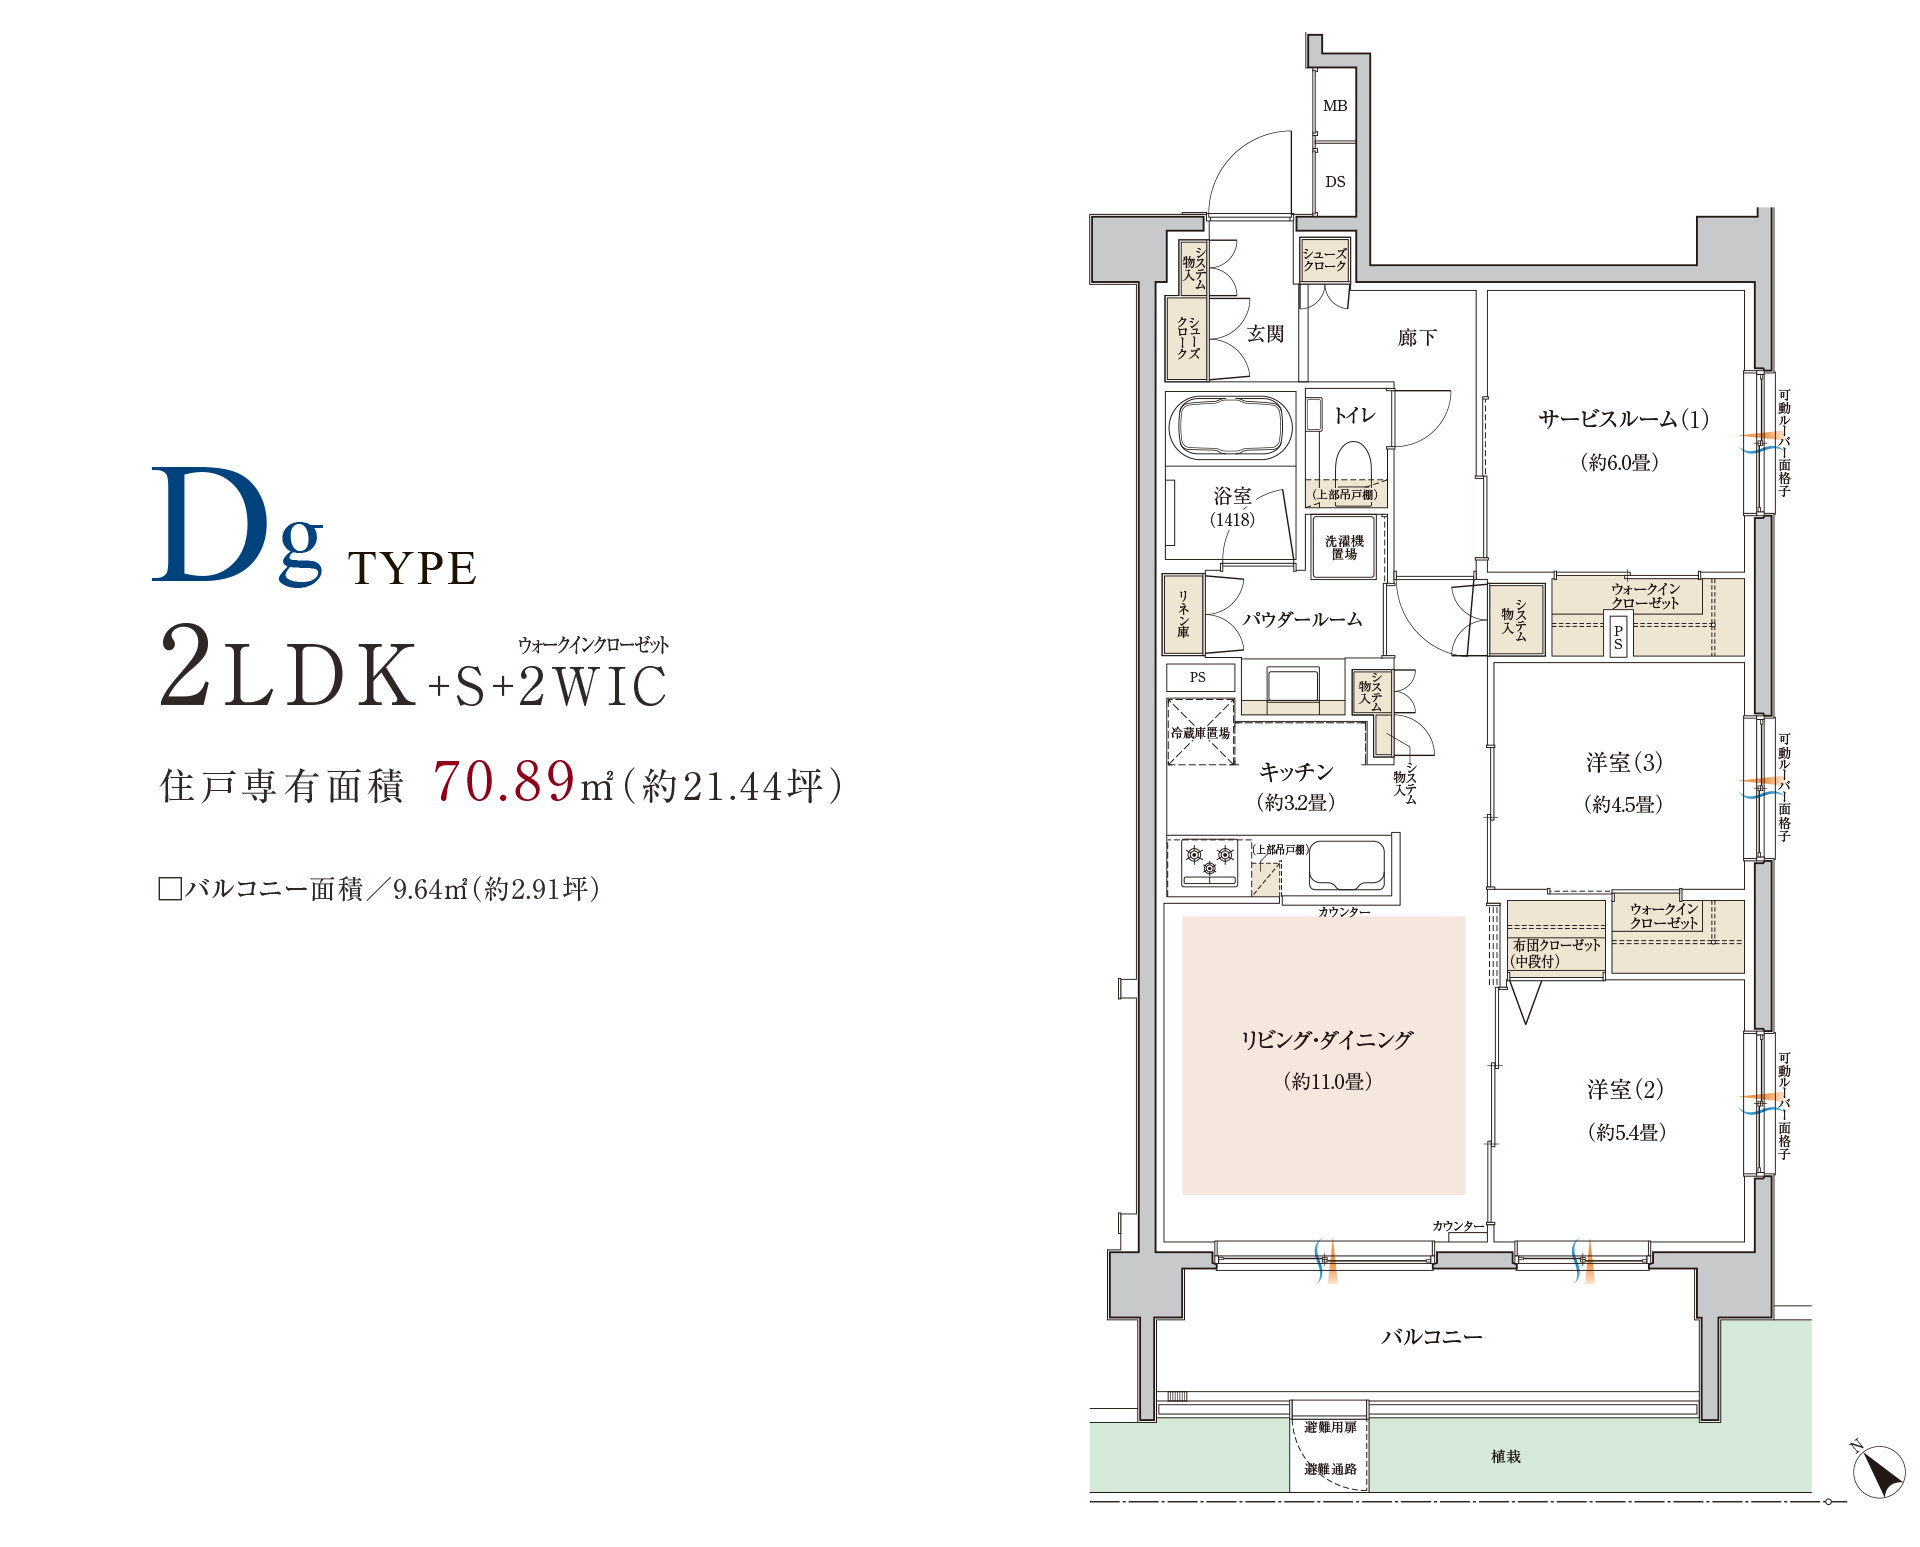 Dg TYPE
ウォークインクローゼット
2LDK+S+2WIC
住戸専有面積 70.89㎡(約21.44坪)
□バルコニー面積／9.64㎡(約2.91坪)
MB
DS
システム物入
シューズクローク
シューズクローク
玄関
廊下
サービスルーム(1)
(約6.0畳)
可動ルーバー面格子
トイレ
(上部吊戸棚)
浴室
(1418)
洗濯機置場
リネン庫
パウダールーム
システム物入
ウォークインクローゼット
PS
PS
システム物入
冷蔵庫置場
キッチン
(約3.2畳)
システム物入
洋室(3)
(約4.5畳)
可動ルーバー面格子
(上部吊戸棚)
カウンター
ウォークインクローゼット
布団クローゼット
(中段付)
リビング・ダイニング
(約11.0畳)
洋室(2)
(約5.4畳)
可動ルーバー面格子
カウンター
バルコニー
避難用扉
避難通路
植栽
N